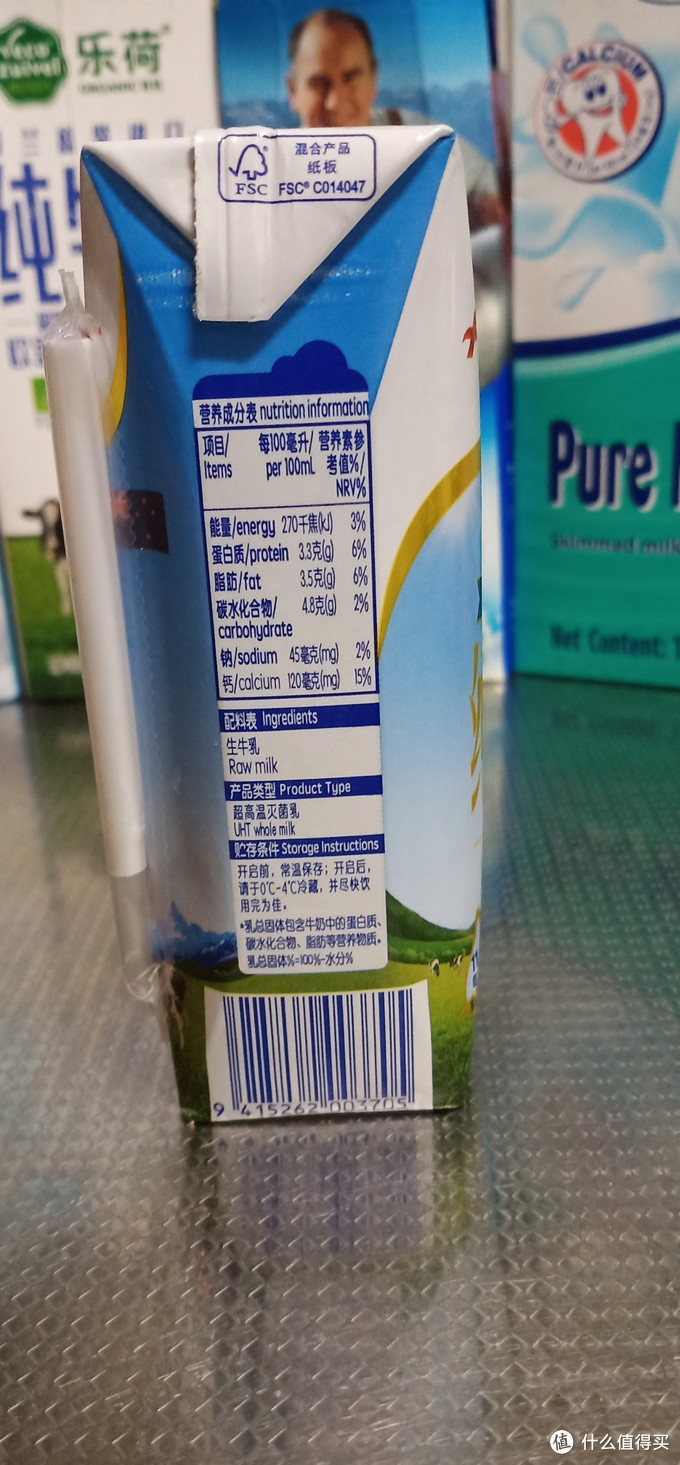 乐荷
CALCIUM
FSC
混合产品
纸板
FSC® C014047
Pure
Skimmed milk
Net Content:
营养成分表 nutrition information
项目/ 每100毫升/ 营养素参
Items per 100mL 考值%/
NRV%
能量/energy 270千焦(kJ) 3%
蛋白质/protein 3.3克(g) 6%
脂肪/fat 3.5克(g) 6%
碳水化合物/ 4.8克(g) 2%
carbohydrate
钠/sodium 45毫克(mg) 2%
钙/calcium 120毫克(mg) 15%
配料表 Ingredients
生牛乳
Raw milk
产品类型 Product Type
超高温灭菌乳
UHT whole milk
贮存条件 Storage Instructions
开启前，常温保存；开启后，
请于0℃-4℃冷藏，并尽快饮
用完为佳。
*乳总固体包含牛奶中的蛋白质、
碳水化合物、脂肪等营养物质。
乳总固体%=100%-水分%
9 415262 003705
值 什么值得买